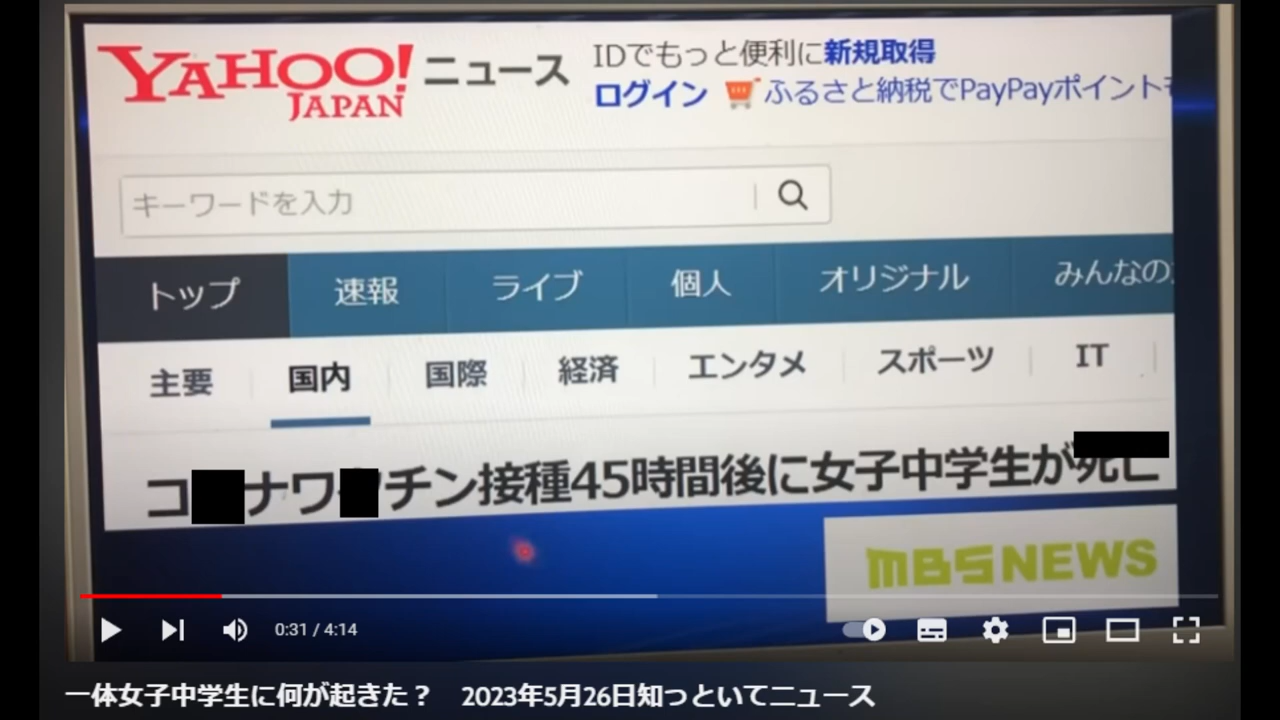 YAHOO!
JAPAN
ニュース
IDでもっと便利に新規取得
ログイン ふるさと納税でPayPayポイント
キーワードを入力
トップ 速報 ライブ 個人 オリジナル みんなの
主要 国内 国際 経済 エンタメ スポーツ IT
コ ナワ チン接種45時間後に女子中学生が死亡
MBSNEWS
0:31 / 4:14
一体女子中学生に何が起きた？ 2023年5月26日知っといてニュース